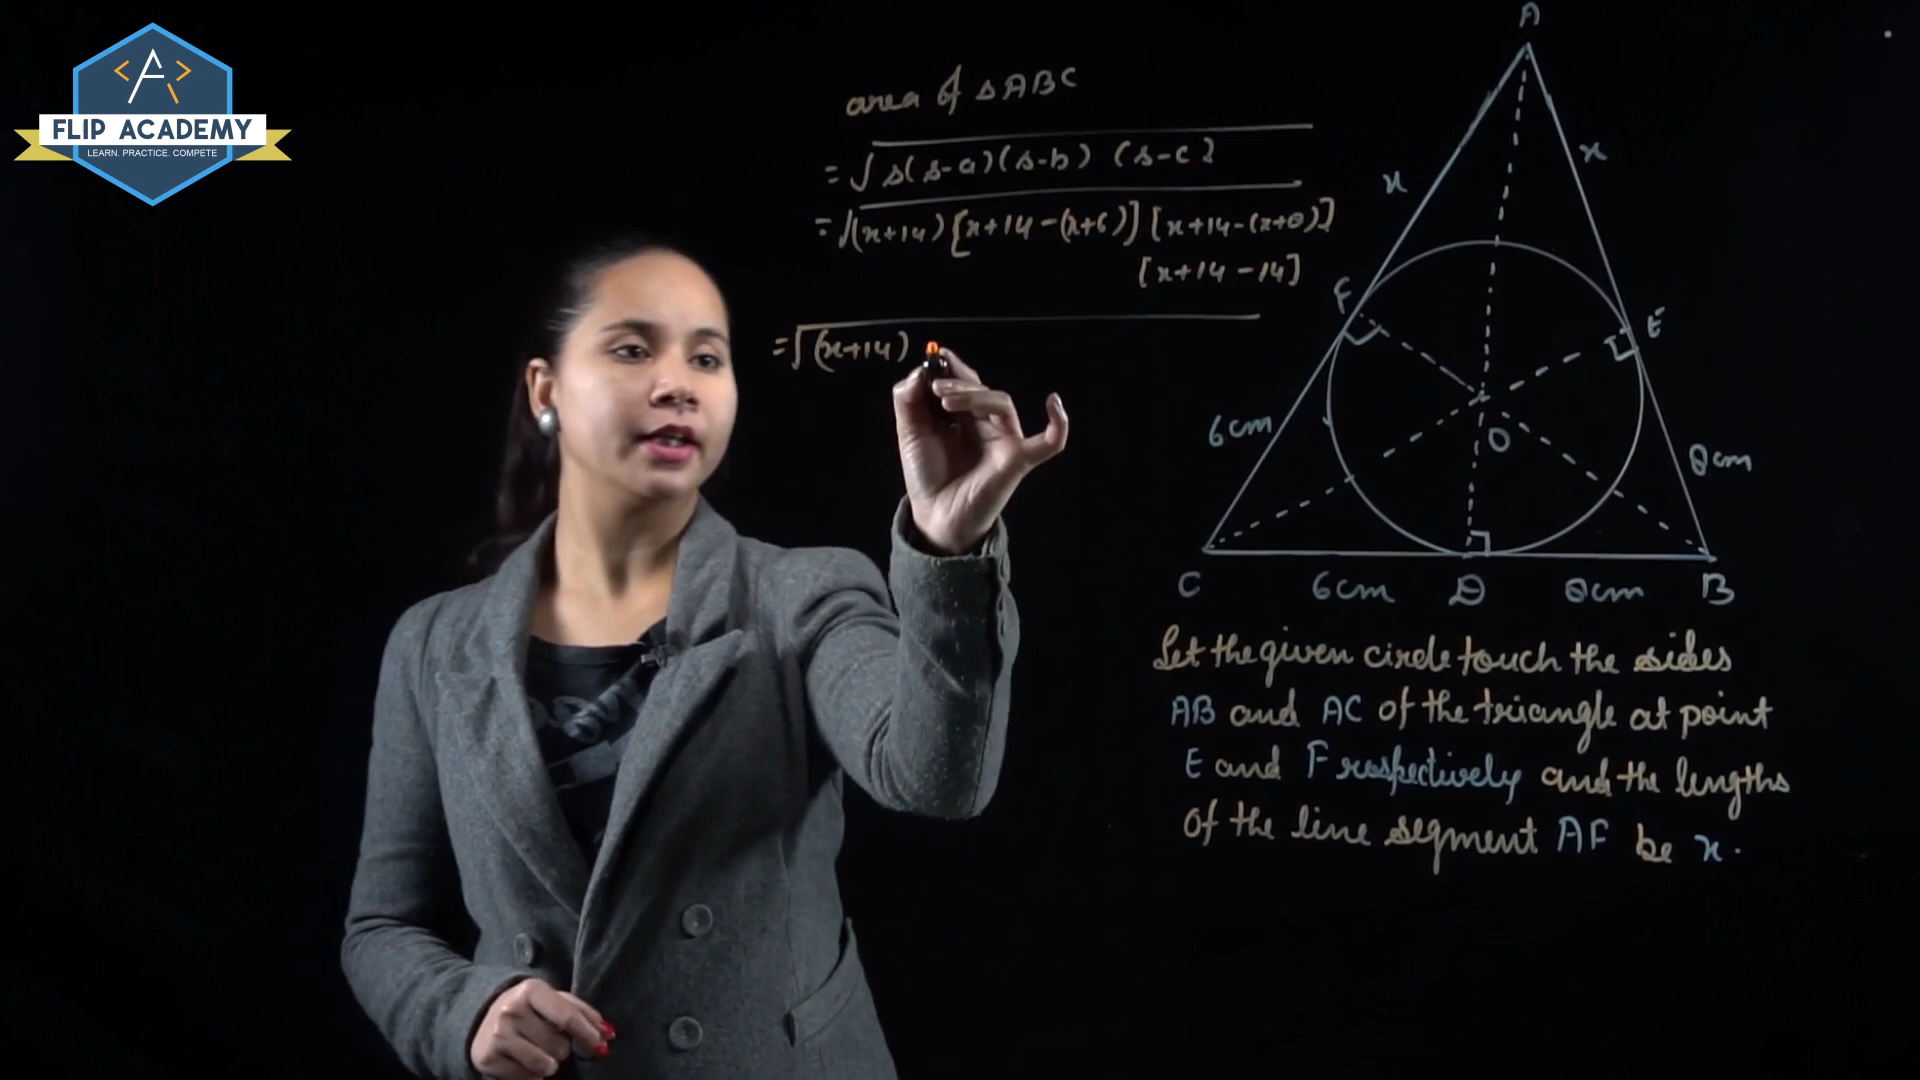 FLIP ACADEMY
LEARN. PRACTICE. COMPETE
area of △ABC
= √s(s-a)(s-b) (s-c)
= √(x+14)[x+14-(x+6)][x+14-(x+8)]
[x+14-14]
= √(x+14)
A
x
x
F
E
6cm
O
8cm
C 6cm D 8cm B
Let the given circle touch the sides
AB and AC of the triangle at point
E and F respectively and the lengths
of the line segment AF be x.